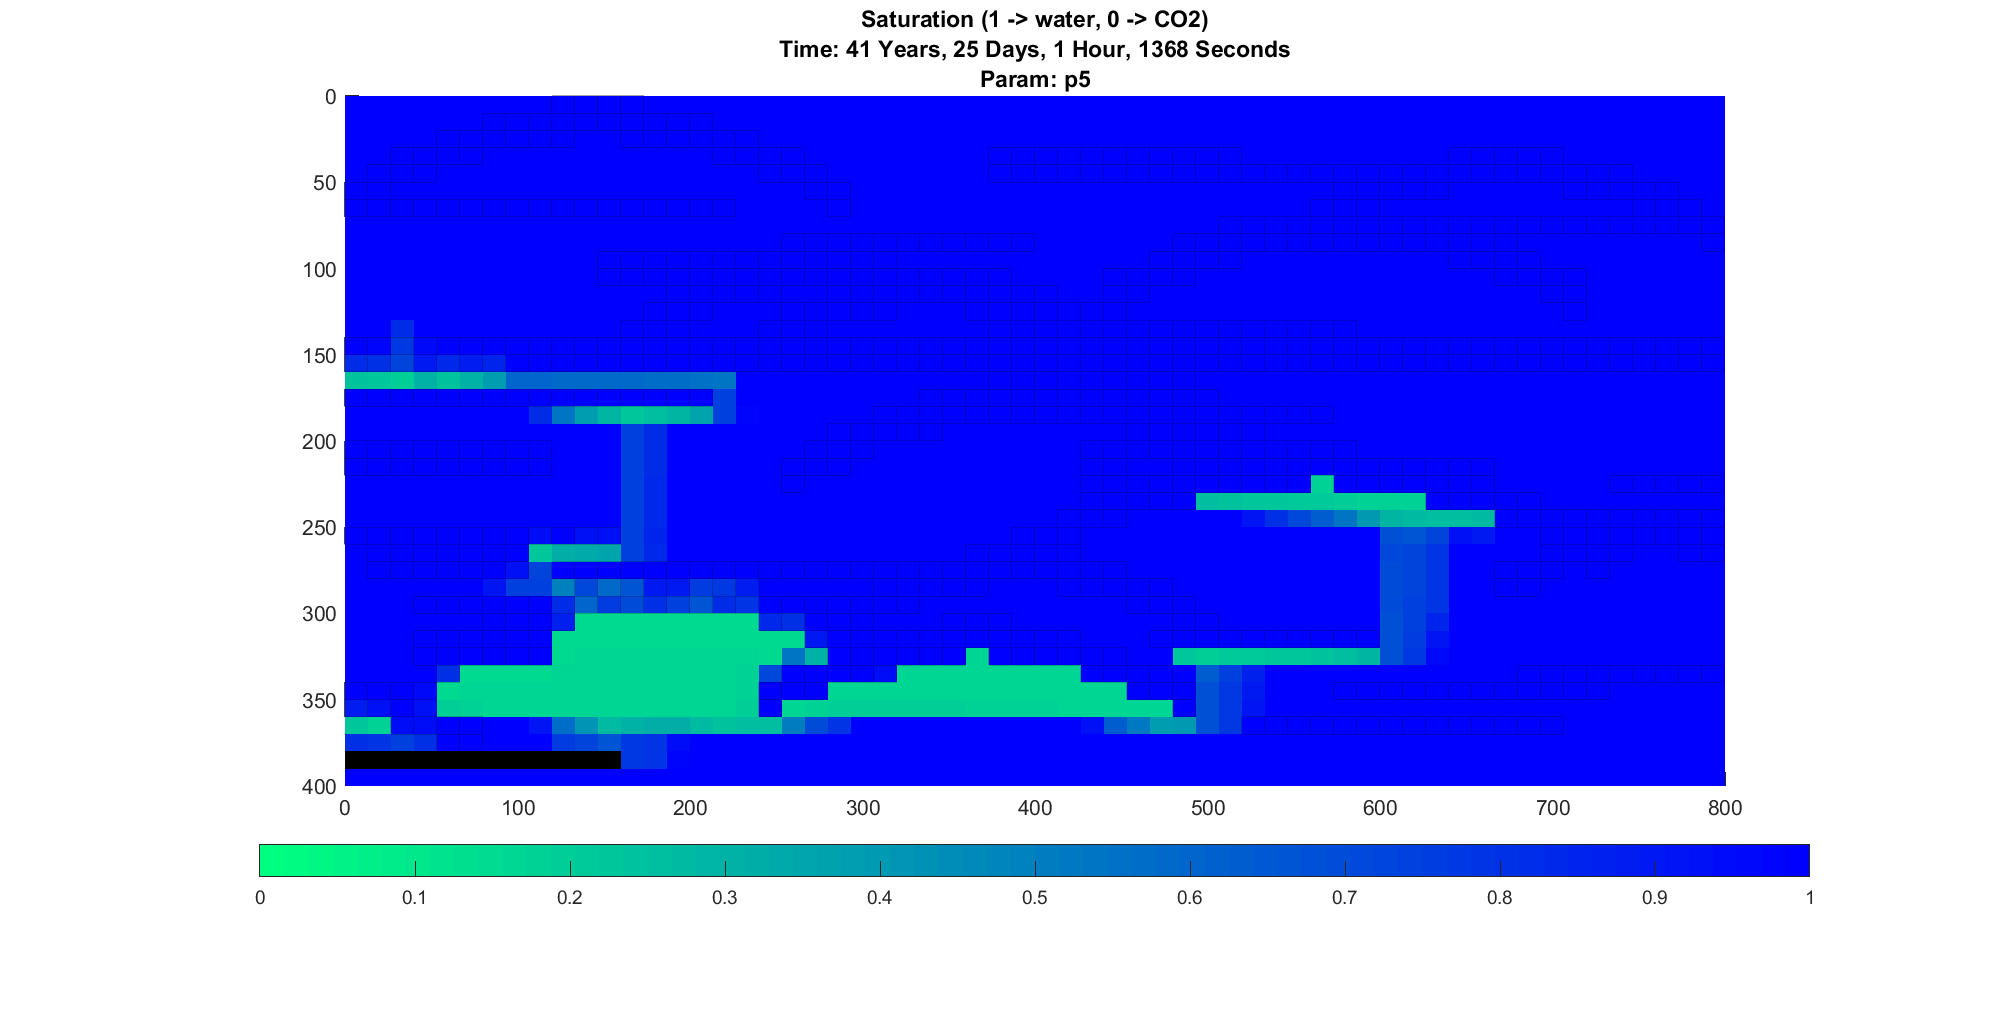 Saturation (1 -> water, 0 -> CO2)
Time: 41 Years, 25 Days, 1 Hour, 1368 Seconds
Param: p5
0
50
100
150
200
250
300
350
400
0 100 200 300 400 500 600 700 800
0 0.1 0.2 0.3 0.4 0.5 0.6 0.7 0.8 0.9 1